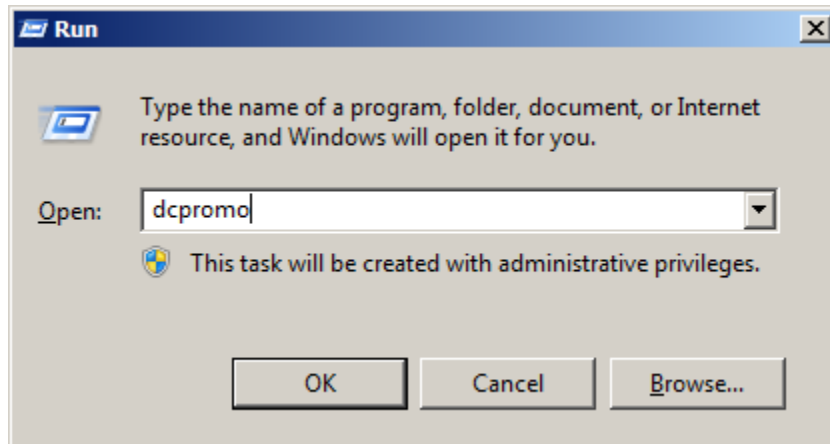 Run
Type the name of a program, folder, document, or Internet
resource, and Windows will open it for you.
Open: dcpromo
This task will be created with administrative privileges.
OK Cancel Browse...